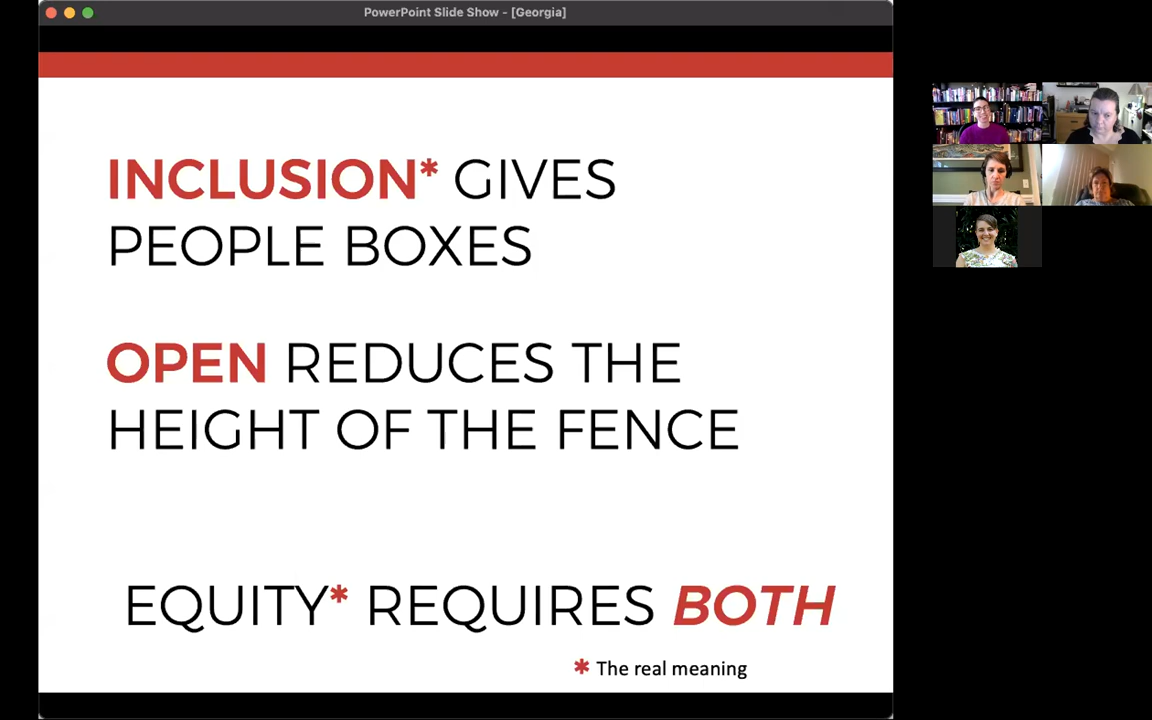 PowerPoint Slide Show - [Georgia]
INCLUSION* GIVES
PEOPLE BOXES
OPEN REDUCES THE
HEIGHT OF THE FENCE
EQUITY* REQUIRES BOTH
* The real meaning